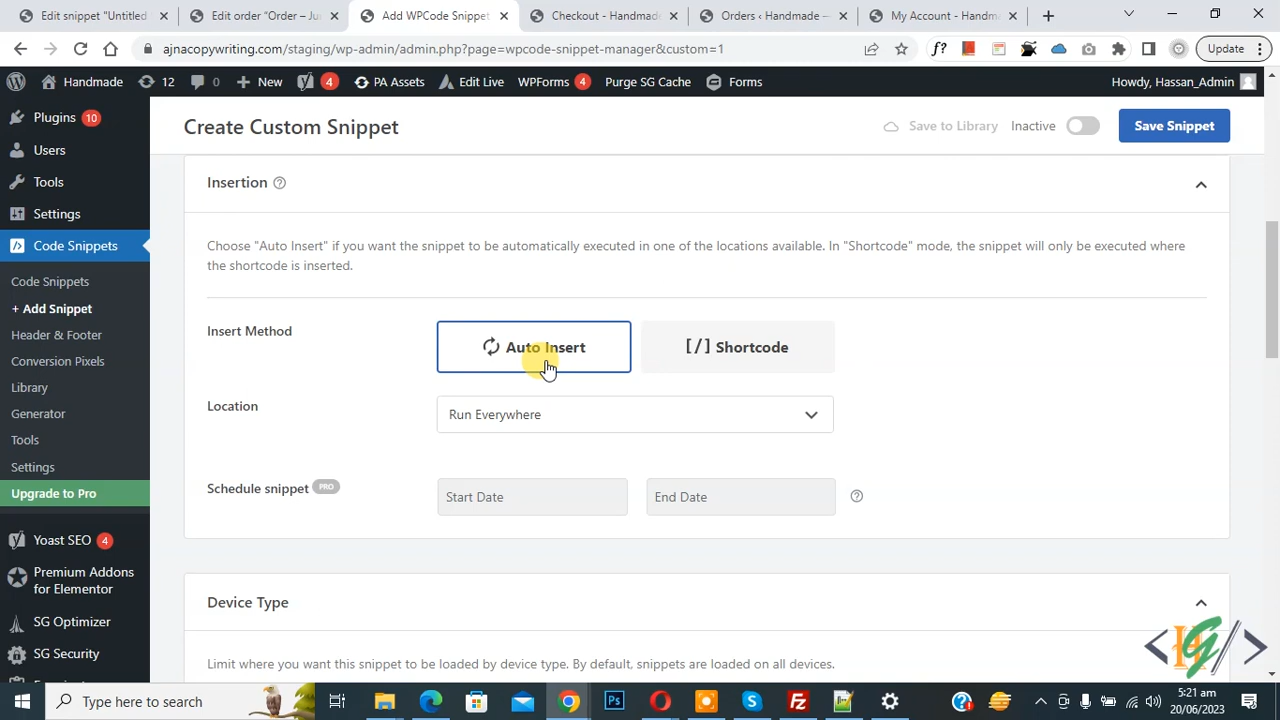 Edit snippet "Untitled
Edit order "Order – Ju
Add WPCode Snippet
Checkout - Handmade
Orders ‹ Handmade —
My Account - Handm
ajnacopywriting.com/staging/wp-admin/admin.php?page=wpcode-snippet-manager&custom=1
f?
Update
Handmade
12
0
New
4
PA Assets
Edit Live
WPForms 4
Purge SG Cache
Forms
Howdy, Hassan_Admin
Plugins 10
Users
Tools
Settings
Code Snippets
Code Snippets
+ Add Snippet
Header & Footer
Conversion Pixels
Library
Generator
Tools
Settings
Upgrade to Pro
Yoast SEO 4
Premium Addons
for Elementor
SG Optimizer
SG Security
Create Custom Snippet
Save to Library
Inactive
Save Snippet
Insertion
Choose "Auto Insert" if you want the snippet to be automatically executed in one of the locations available. In "Shortcode" mode, the snippet will only be executed where
the shortcode is inserted.
Insert Method
Auto Insert
[/] Shortcode
Location
Run Everywhere
Schedule snippet PRO
Start Date
End Date
Device Type
Limit where you want this snippet to be loaded by device type. By default, snippets are loaded on all devices.
Type here to search
5:21 am
20/06/2023